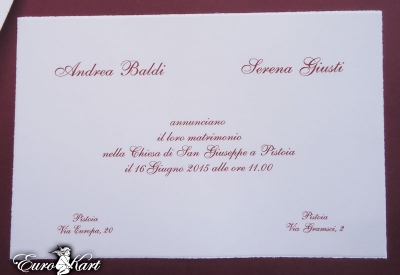 Andrea Baldi
Serena Giusti
annunciano
il loro matrimonio
nella Chiesa di San Giuseppe a Pistoia
il 16 Giugno 2015 alle ore 11.00
Pistoia
Via Europa, 20
Pistoia
Via Gramsci, 2
Euro Kart